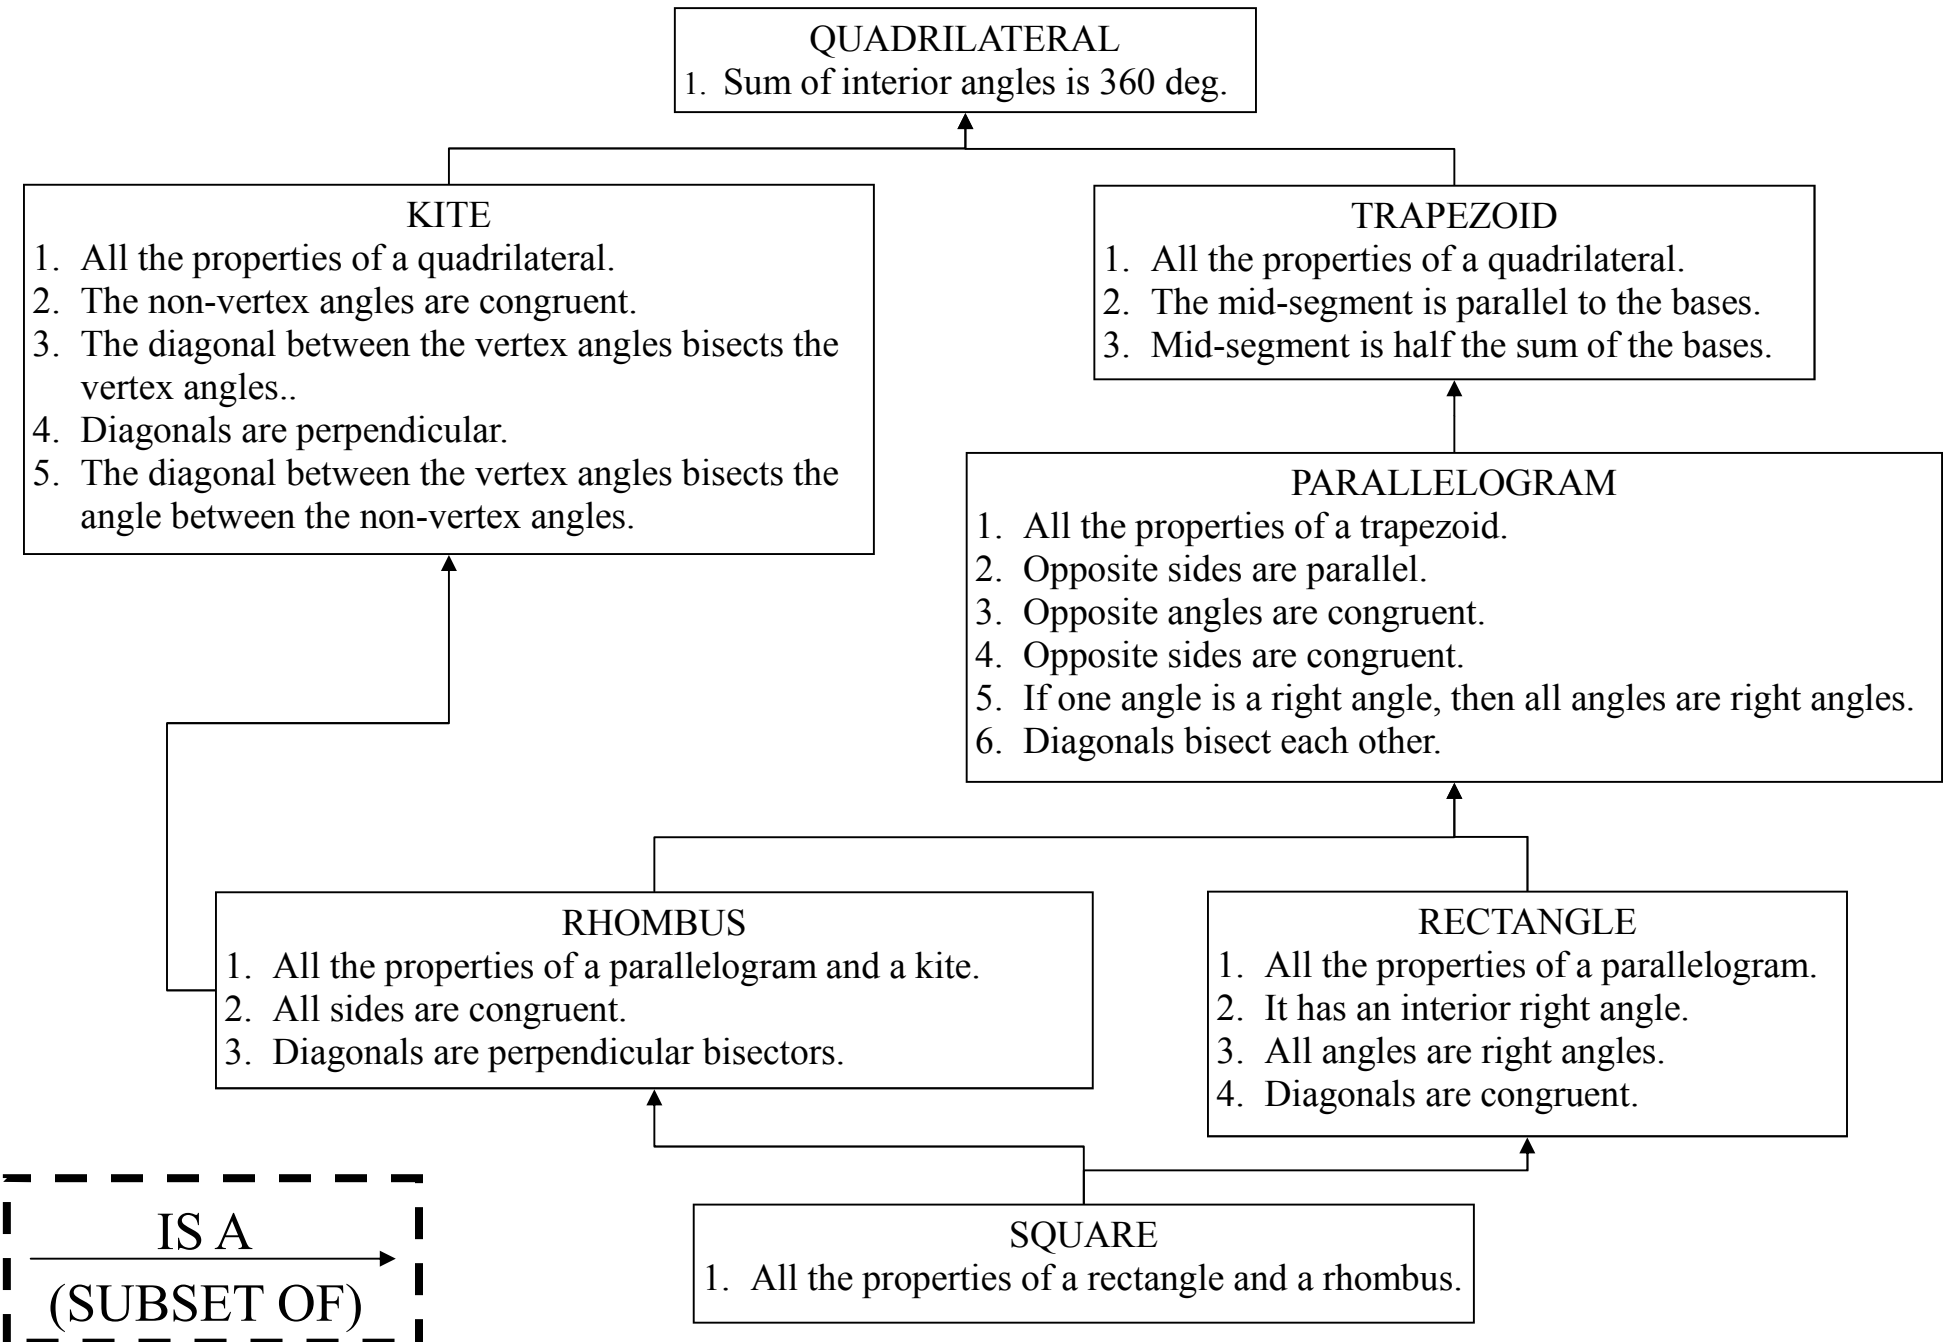 QUADRILATERAL
1. Sum of interior angles is 360 deg.
KITE
1. All the properties of a quadrilateral.
2. The non-vertex angles are congruent.
3. The diagonal between the vertex angles bisects the
vertex angles..
4. Diagonals are perpendicular.
5. The diagonal between the vertex angles bisects the
angle between the non-vertex angles.
TRAPEZOID
1. All the properties of a quadrilateral.
2. The mid-segment is parallel to the bases.
3. Mid-segment is half the sum of the bases.
PARALLELOGRAM
1. All the properties of a trapezoid.
2. Opposite sides are parallel.
3. Opposite angles are congruent.
4. Opposite sides are congruent.
5. If one angle is a right angle, then all angles are right angles.
6. Diagonals bisect each other.
RHOMBUS
1. All the properties of a parallelogram and a kite.
2. All sides are congruent.
3. Diagonals are perpendicular bisectors.
RECTANGLE
1. All the properties of a parallelogram.
2. It has an interior right angle.
3. All angles are right angles.
4. Diagonals are congruent.
SQUARE
1. All the properties of a rectangle and a rhombus.
IS A
(SUBSET OF)